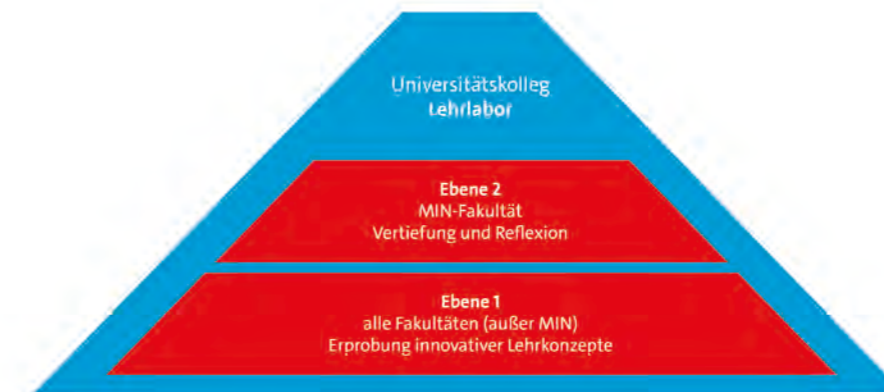 Universitätskolleg
Lehrlabor
Ebene 2
MIN-Fakultät
Vertiefung und Reflexion
Ebene 1
alle Fakultäten (außer MIN)
Erprobung innovativer Lehrkonzepte